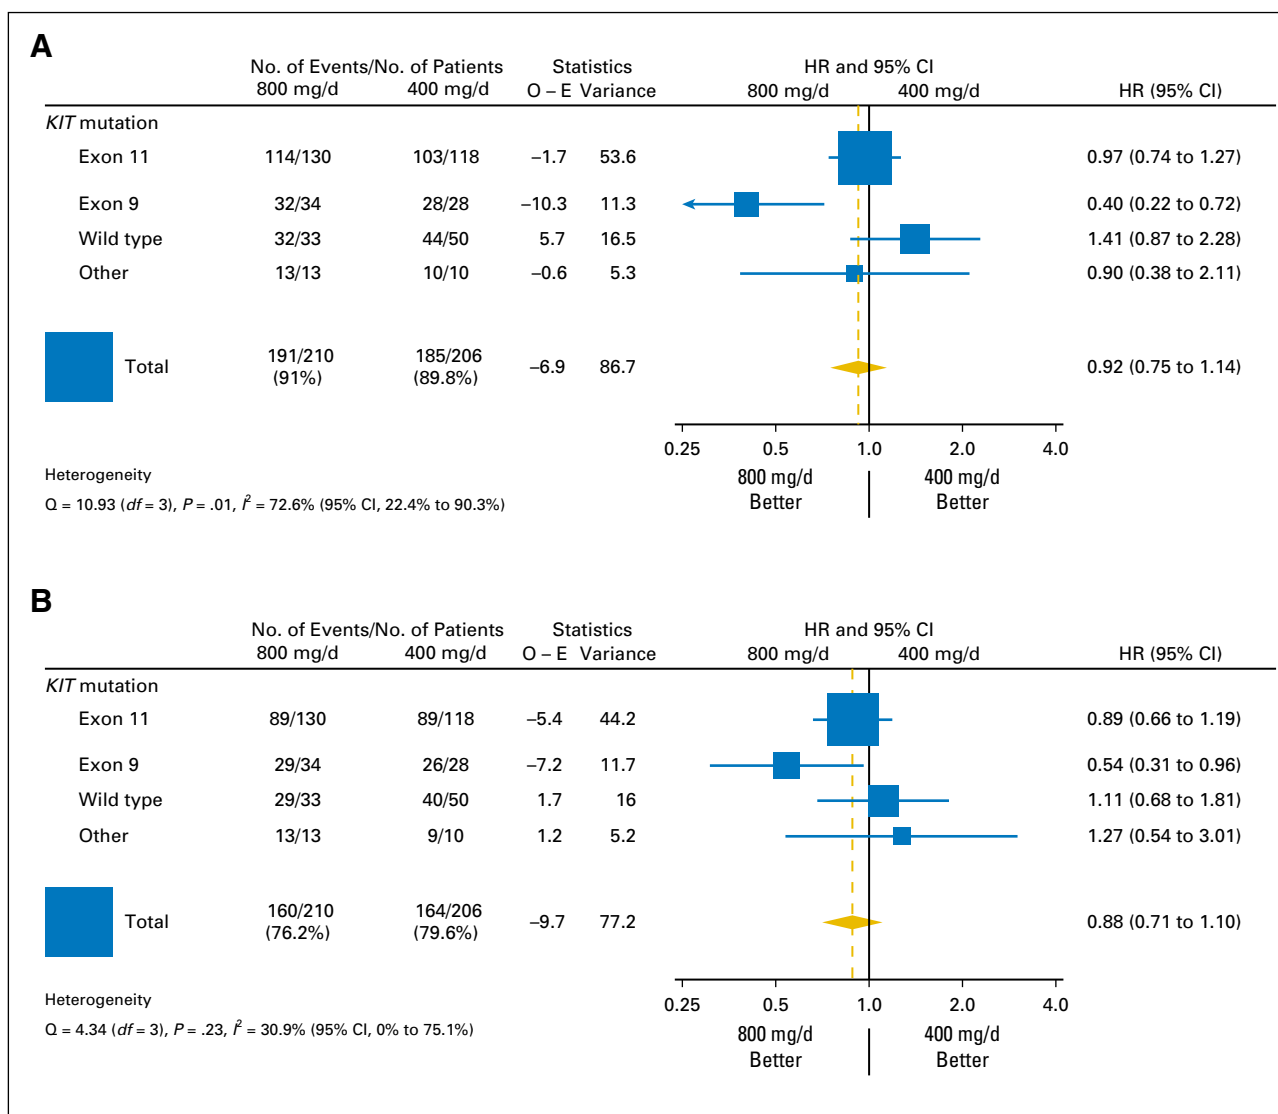 A
No. of Events/No. of Patients Statistics HR and 95% CI
800 mg/d 400 mg/d O – E Variance 800 mg/d 400 mg/d HR (95% CI)
KIT mutation
Exon 11 114/130 103/118 –1.7 53.6 0.97 (0.74 to 1.27)
Exon 9 32/34 28/28 –10.3 11.3 0.40 (0.22 to 0.72)
Wild type 32/33 44/50 5.7 16.5 1.41 (0.87 to 2.28)
Other 13/13 10/10 –0.6 5.3 0.90 (0.38 to 2.11)
Total 191/210 (91%) 185/206 (89.8%) –6.9 86.7 0.92 (0.75 to 1.14)
0.25 0.5 1.0 2.0 4.0
800 mg/d Better 400 mg/d Better
Heterogeneity
Q = 10.93 (df = 3), P = .01, I² = 72.6% (95% CI, 22.4% to 90.3%)
B
No. of Events/No. of Patients Statistics HR and 95% CI
800 mg/d 400 mg/d O – E Variance 800 mg/d 400 mg/d HR (95% CI)
KIT mutation
Exon 11 89/130 89/118 –5.4 44.2 0.89 (0.66 to 1.19)
Exon 9 29/34 26/28 –7.2 11.7 0.54 (0.31 to 0.96)
Wild type 29/33 40/50 1.7 16 1.11 (0.68 to 1.81)
Other 13/13 9/10 1.2 5.2 1.27 (0.54 to 3.01)
Total 160/210 (76.2%) 164/206 (79.6%) –9.7 77.2 0.88 (0.71 to 1.10)
0.25 0.5 1.0 2.0 4.0
800 mg/d Better 400 mg/d Better
Heterogeneity
Q = 4.34 (df = 3), P = .23, I² = 30.9% (95% CI, 0% to 75.1%)